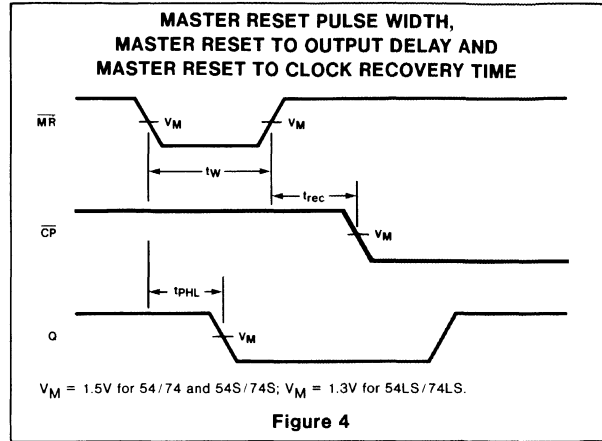 MASTER RESET PULSE WIDTH,
MASTER RESET TO OUTPUT DELAY AND
MASTER RESET TO CLOCK RECOVERY TIME
M̅R̅
VM
VM
tW
trec
C̅P̅
VM
tPHL
Q
VM
VM = 1.5V for 54/74 and 54S/74S; VM = 1.3V for 54LS/74LS.
Figure 4